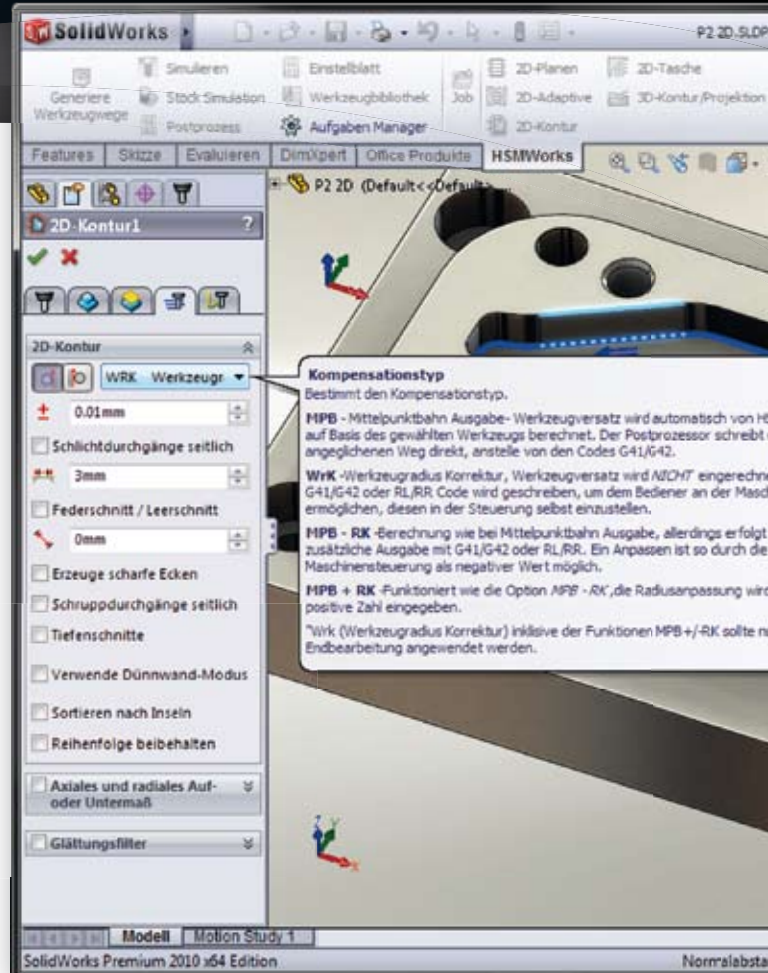 SolidWorks
P2 2D.SLDP
Generiere Werkzeugwege
Simulieren
Stock Simulation
Postprozess
Einstellblatt
Werkzeugbibliothek
Aufgaben Manager
Job
2D-Planen
2D-Adaptive
2D-Kontur
2D-Tasche
3D-Kontur/Projektion
Features Skizze Evaluieren DimXpert Office Produkte HSMWorks
P2 2D (Default<<Default>_...
2D-Kontur1 ?
2D-Kontur
WRK Werkzeugr
0.01mm
Schlichtdurchgänge seitlich
3mm
Federschnitt / Leerschnitt
0mm
Erzeuge scharfe Ecken
Schruppdurchgänge seitlich
Tiefenschnitte
Verwende Dünnwand-Modus
Sortieren nach Inseln
Reihenfolge beibehalten
Axiales und radiales Auf-
oder Untermaß
Glättungsfilter
Kompensationstyp
Bestimmt den Kompensationstyp.
MPB - Mittelpunktbahn Ausgabe- Werkzeugversatz wird automatisch von HS
auf Basis des gewählten Werkzeugs berechnet. Der Postprozessor schreibt
angeglichenen Weg direkt, anstelle von den Codes G41/G42.
WrK -Werkzeugradius Korrektur, Werkzeugversatz wird NICHT eingerechne
G41/G42 oder RL/RR Code wird geschreiben, um dem Bediener an der Masch
ermöglichen, diesen in der Steuerung selbst einzustellen.
MPB - RK -Berechnung wie bei Mittelpunktbahn Ausgabe, allerdings erfolgt
zusätzliche Ausgabe mit G41/G42 oder RL/RR. Ein Anpassen ist so durch die
Maschinensteuerung als negativer Wert möglich.
MPB + RK -Funktioniert wie die Option MPB - RK ,die Radiusanpassung wird
positive Zahl eingegeben.
"Wrk (Werkzeugradius Korrektur) inklisive der Funktionen MPB+/-RK sollte nu
Endbearbeitung angewendet werden.
Z Y X
Modell Motion Study 1
SolidWorks Premium 2010 x64 Edition
Normalabsta